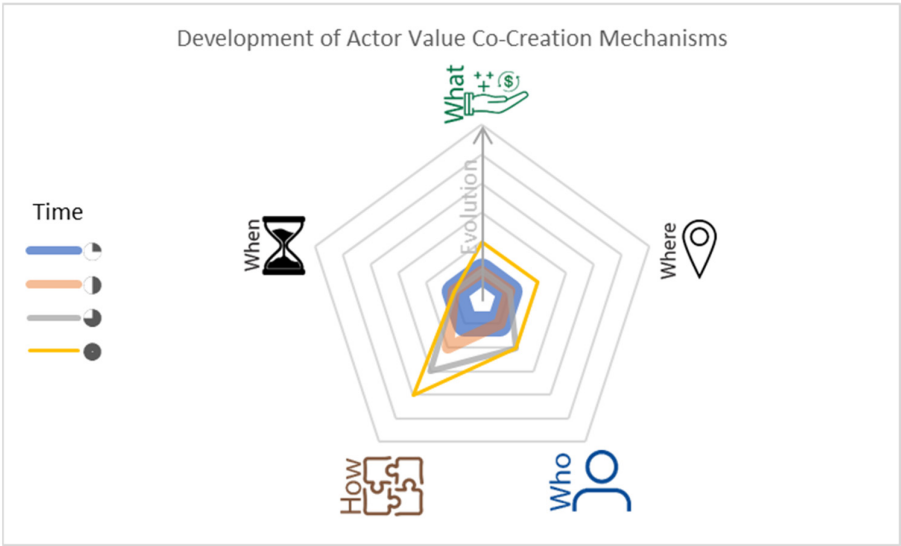 Development of Actor Value Co-Creation Mechanisms
What
++
+
$
Evolution
Time
When
Where
How
Who